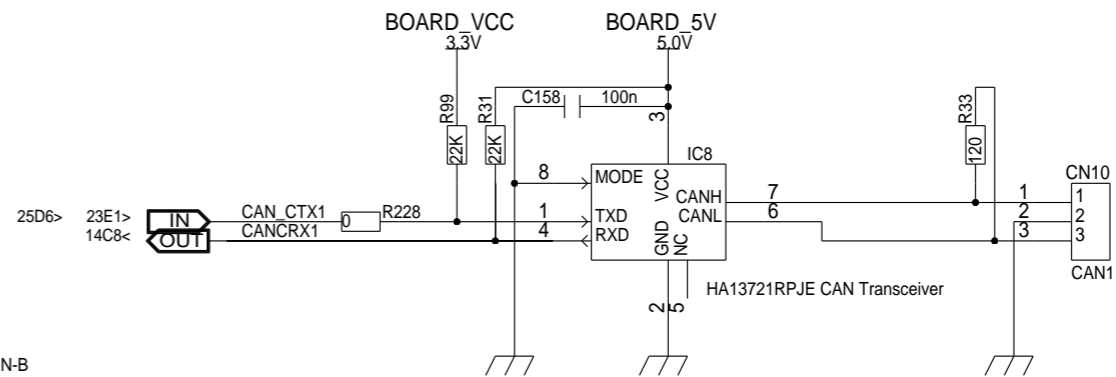 BOARD_VCC
3.3V
BOARD_5V
5.0V
R99
22K
R31
22K
C158 100n
3
IC8
R33
120
CN10
8
MODE
VCC
CANH
7
1
1
25D6> 23E1> IN CAN_CTX1 0 R228
1
TXD
CANL
6
2
2
14C8< OUT CANCRX1
4
RXD
GND
NC
3
3
CAN1
HA13721RPJE CAN Transceiver
2
5
N-B